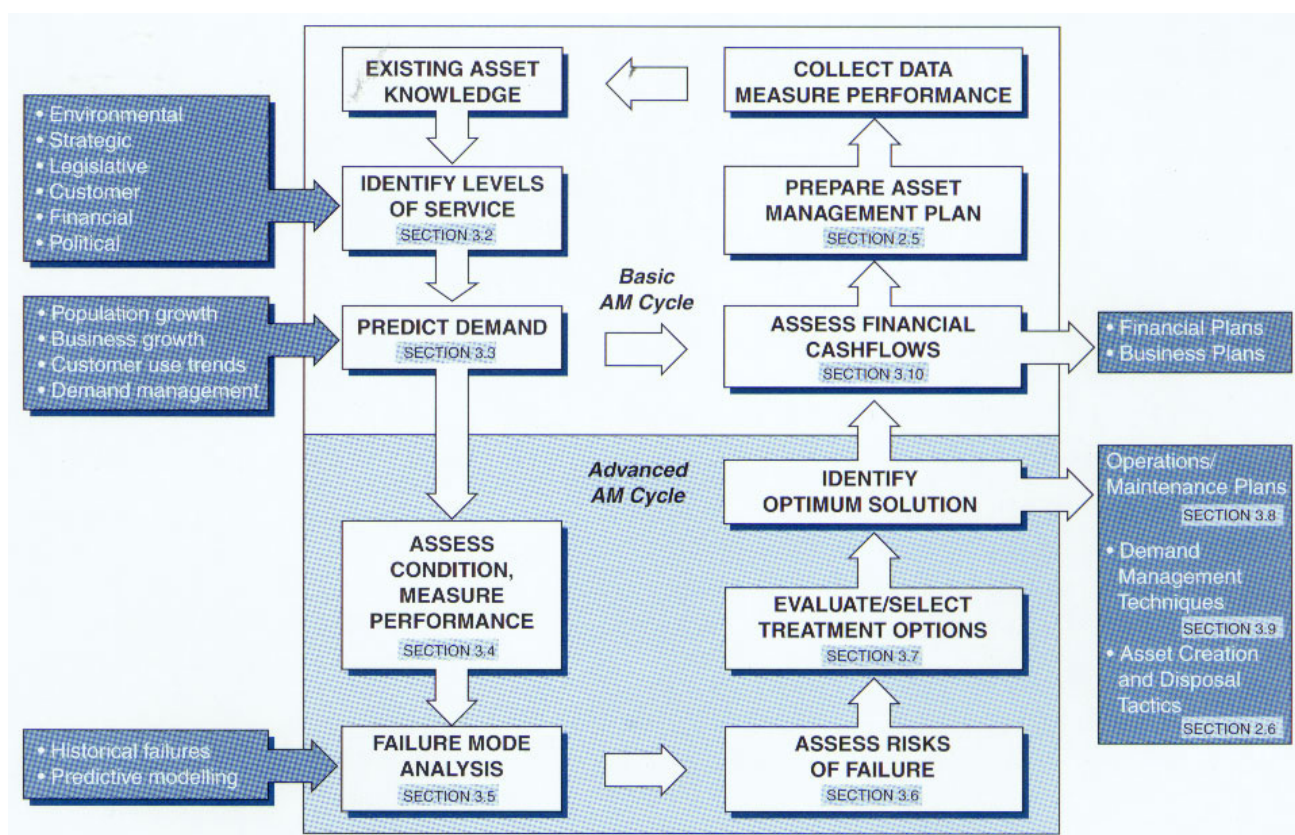 EXISTING ASSET
KNOWLEDGE
COLLECT DATA
MEASURE PERFORMANCE
• Environmental
• Strategic
• Legislative
• Customer
• Financial
• Political
IDENTIFY LEVELS
OF SERVICE
SECTION 3.2
PREPARE ASSET
MANAGEMENT PLAN
SECTION 2.5
• Population growth
• Business growth
• Customer use trends
• Demand management
PREDICT DEMAND
SECTION 3.3
Basic
AM Cycle
ASSESS FINANCIAL
CASHFLOWS
SECTION 3.10
• Financial Plans
• Business Plans
Advanced
AM Cycle
IDENTIFY
OPTIMUM SOLUTION
Operations/
Maintenance Plans
SECTION 3.8
• Demand
Management
Techniques
SECTION 3.9
• Asset Creation
and Disposal
Tactics
SECTION 2.6
ASSESS
CONDITION,
MEASURE
PERFORMANCE
SECTION 3.4
EVALUATE/SELECT
TREATMENT OPTIONS
SECTION 3.7
• Historical failures
• Predictive modelling
FAILURE MODE
ANALYSIS
SECTION 3.5
ASSESS RISKS
OF FAILURE
SECTION 3.6